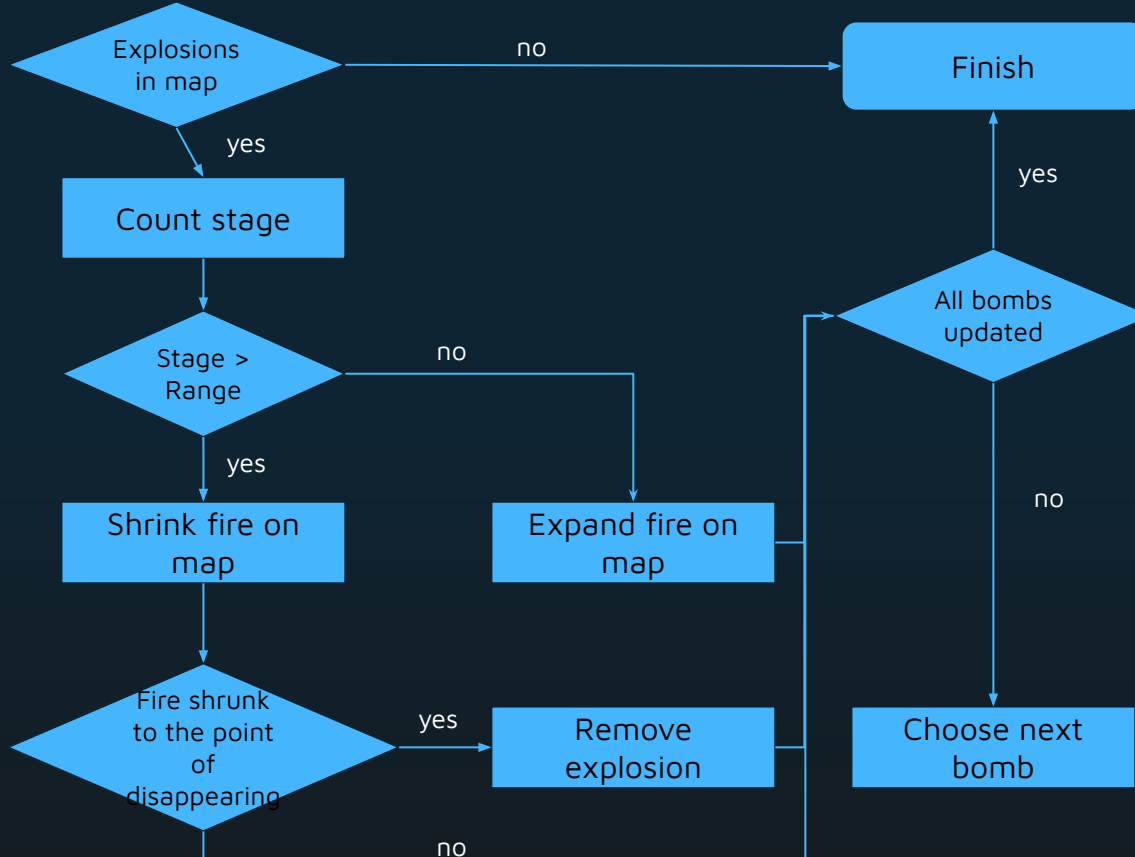 Explosions
in map
no
Finish
yes
Count stage
yes
All bombs
updated
Stage >
Range
no
yes
no
Shrink fire on
map
Expand fire on
map
Fire shrunk
to the point
of
disappearing
yes
Remove
explosion
Choose next
bomb
no